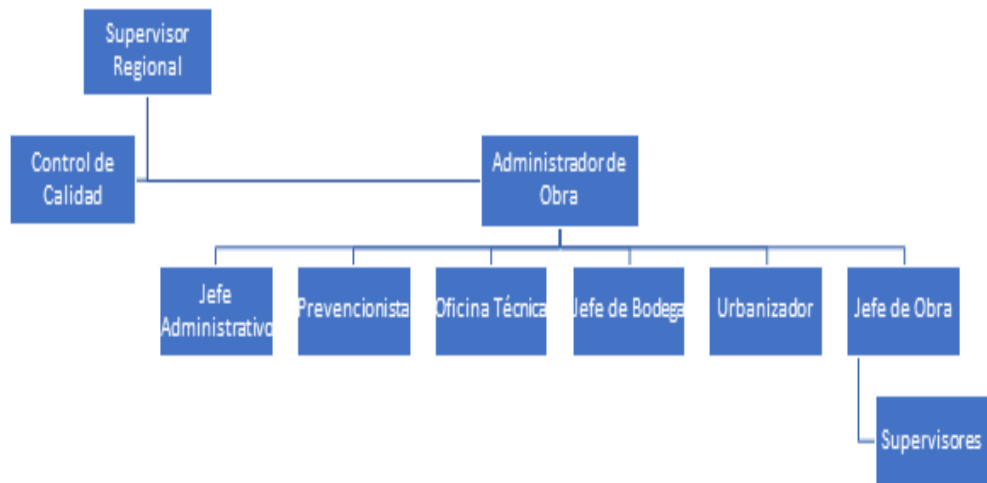 Supervisor
Regional
Control de
Calidad
Administrador de
Obra
Jefe
Administrativo
Prevencionista
Oficina Técnica
Jefe de Bodega
Urbanizador
Jefe de Obra
Supervisores